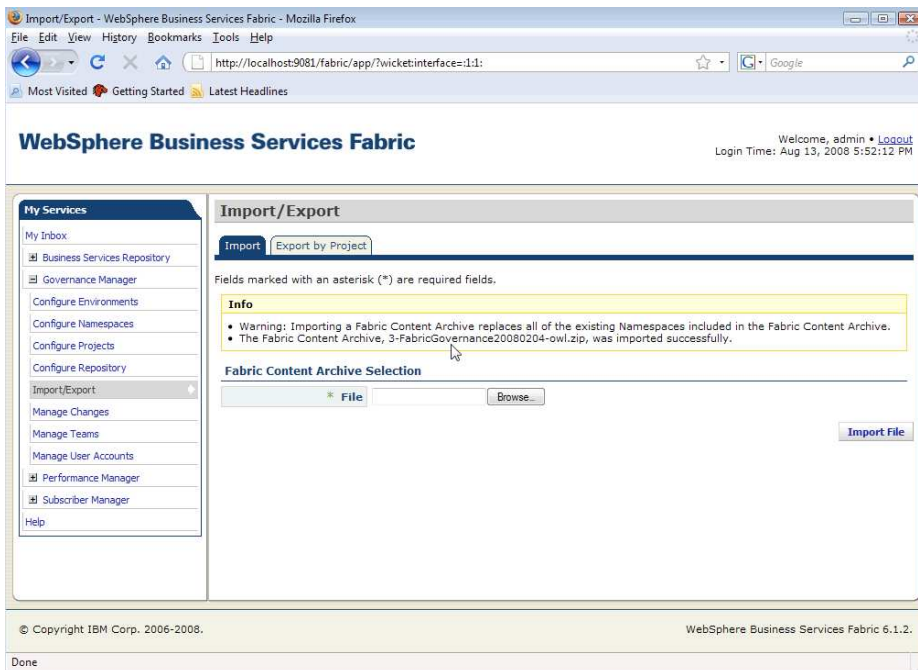 Import/Export - WebSphere Business Services Fabric - Mozilla Firefox
File Edit View History Bookmarks Tools Help
http://localhost:9081/fabric/app/?wicket:interface=:1:1:
G Google
Most Visited Getting Started Latest Headlines
WebSphere Business Services Fabric
Welcome, admin • Logout
Login Time: Aug 13, 2008 5:52:12 PM
My Services
My Inbox
Business Services Repository
Governance Manager
Configure Environments
Configure Namespaces
Configure Projects
Configure Repository
Import/Export
Manage Changes
Manage Teams
Manage User Accounts
Performance Manager
Subscriber Manager
Help
Import/Export
Import Export by Project
Fields marked with an asterisk (*) are required fields.
Info
• Warning: Importing a Fabric Content Archive replaces all of the existing Namespaces included in the Fabric Content Archive.
• The Fabric Content Archive, 3-FabricGovernance20080204-owl.zip, was imported successfully.
Fabric Content Archive Selection
* File Browse...
Import File
© Copyright IBM Corp. 2006-2008.
WebSphere Business Services Fabric 6.1.2.
Done